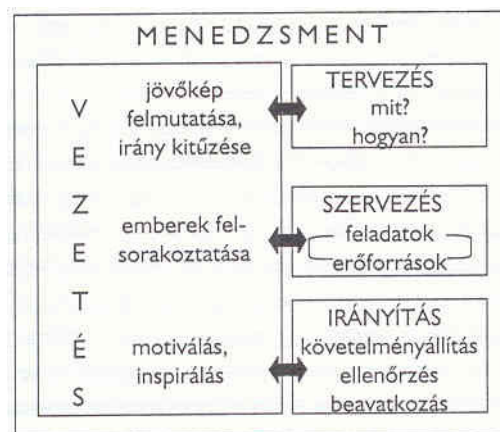 MENEDZSMENT
VEZETÉS
jövőkép
felmutatása,
irány kitűzése
emberek fel-
sorakoztatása
motiválás,
inspirálás
TERVEZÉS
mit?
hogyan?
SZERVEZÉS
feladatok
erőforrások
IRÁNYÍTÁS
követelményállítás
ellenőrzés
beavatkozás